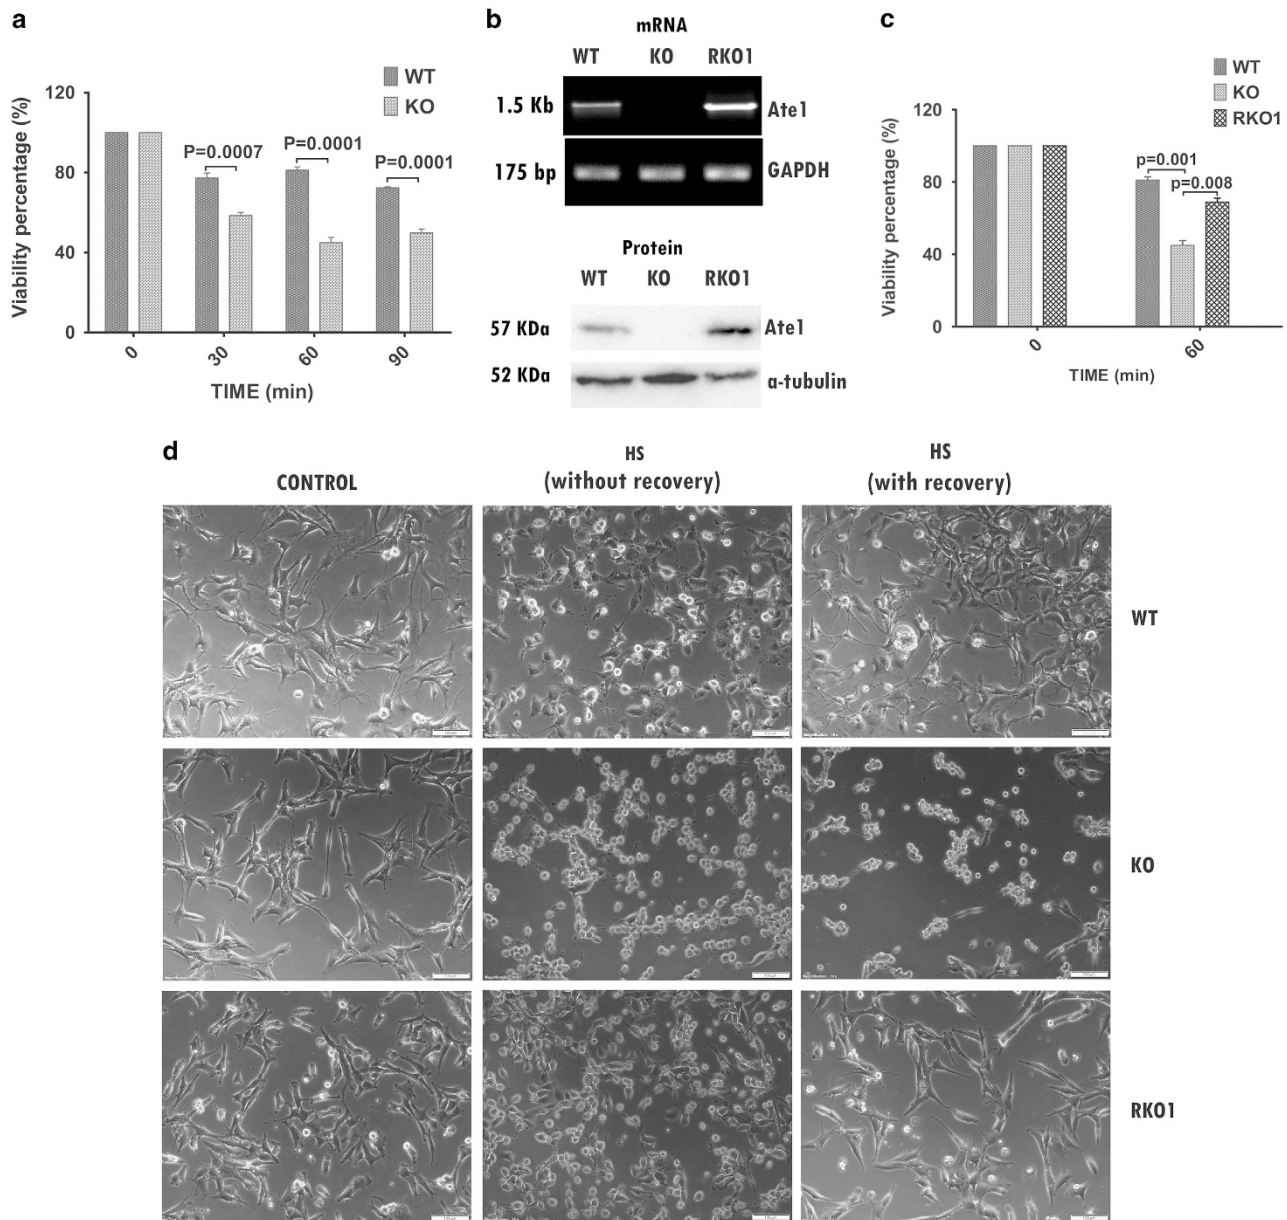 a
WT
KO
120
80
40
0
Viability percentage (%)
P=0.0007
P=0.0001
P=0.0001
0
30
60
90
TIME (min)
b
mRNA
WT KO RKO1
1.5 Kb
Ate1
175 bp
GAPDH
Protein
WT KO RKO1
57 KDa
Ate1
52 KDa
α-tubulin
c
WT
KO
RKO1
120
80
40
0
Viability percentage (%)
p=0.001
p=0.008
0
60
TIME (min)
d
CONTROL
HS
(without recovery)
HS
(with recovery)
WT
KO
RKO1